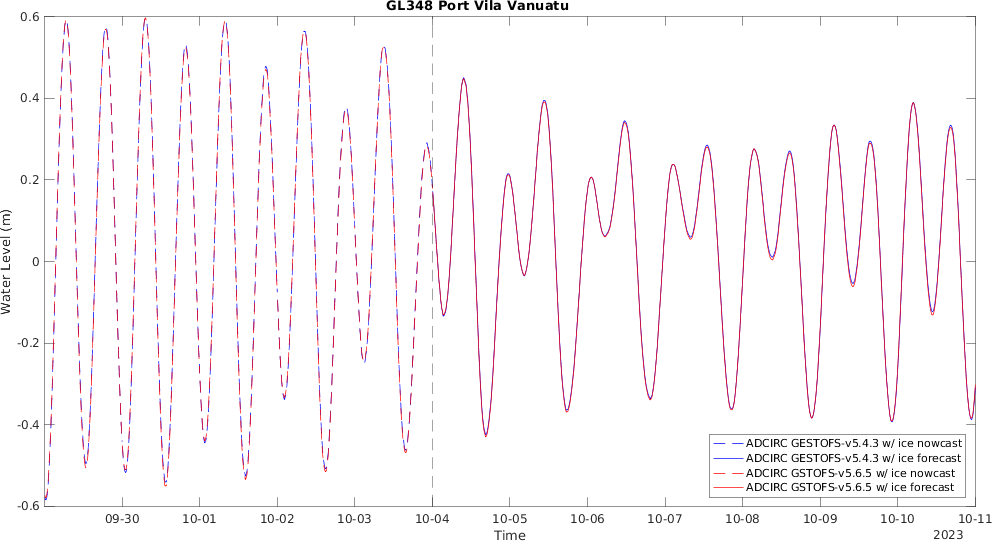 GL348 Port Vila Vanuatu
0.6
0.4
0.2
0
-0.2
-0.4
-0.6
Water Level (m)
ADCIRC GESTOFS-v5.4.3 w/ ice nowcast
ADCIRC GESTOFS-v5.4.3 w/ ice forecast
ADCIRC GSTOFS-v5.6.5 w/ ice nowcast
ADCIRC GSTOFS-v5.6.5 w/ ice forecast
09-30 10-01 10-02 10-03 10-04 10-05 10-06 10-07 10-08 10-09 10-10 10-11
Time
2023